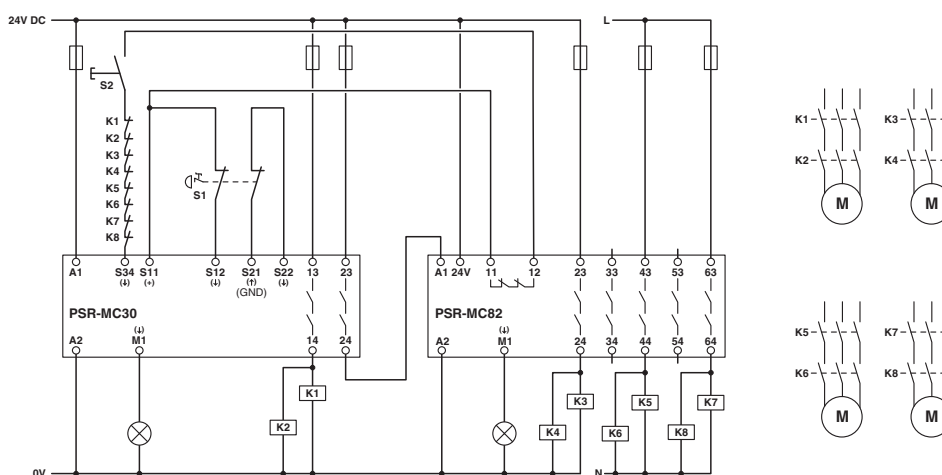 24V DC
L
S2
K1
K2
K3
K4
K5
K6
K7
K8
S1
A1 S34 S11 S12 S21 S22 13 23
(↓) (+) (↓) (↑) (↓)
(GND)
PSR-MC30
(↓)
A2 M1 14 24
K1
K2
A1 24V 11 12 23 33 43 53 63
PSR-MC82
(↓)
A2 M1 24 34 44 54 64
K3 K5 K7
K4 K6 K8
0V
N
K1 K3
K2 K4
M M
K5 K7
K6 K8
M M